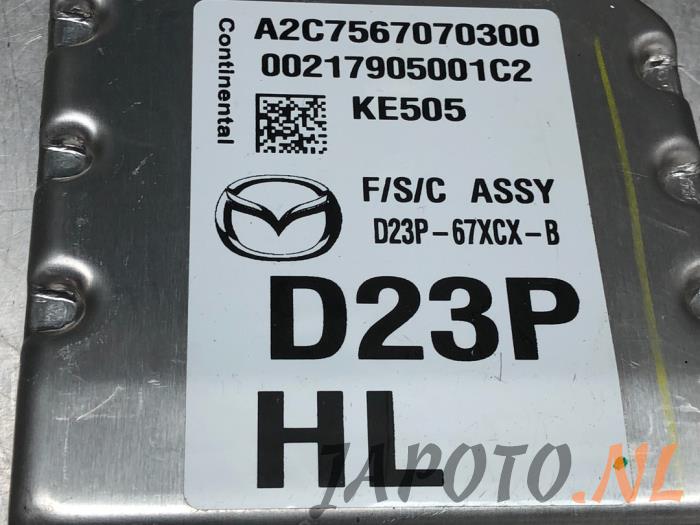 Continental
A2C7567070300
00217905001C2
KE505
F/S/C ASSY
D23P-67XCX-B
D23P
HL
JAPOTO.NL